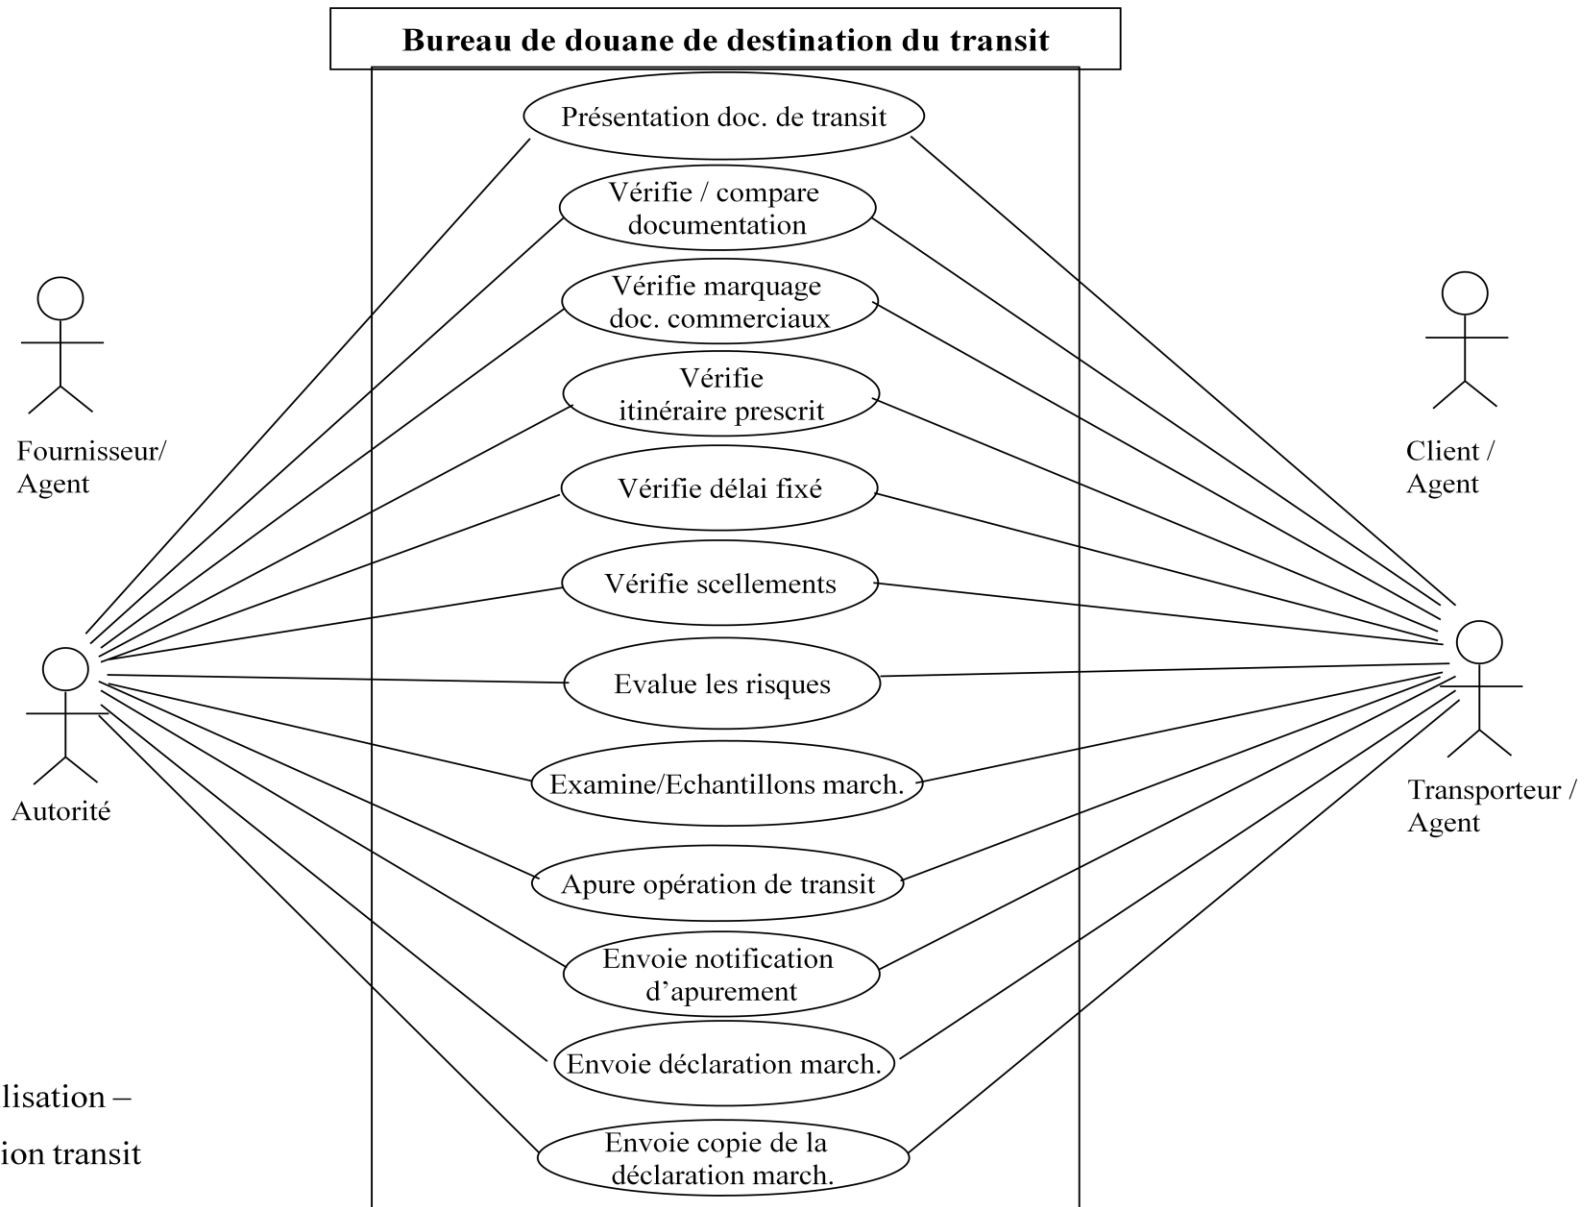 Bureau de douane de destination du transit
Présentation doc. de transit
Vérifie / compare
documentation
Vérifie marquage
doc. commerciaux
Vérifie
itinéraire prescrit
Fournisseur/
Agent
Client /
Agent
Vérifie délai fixé
Vérifie scellements
Evalue les risques
Examine/Echantillons march.
Autorité
Transporteur /
Agent
Apure opération de transit
Envoie notification
d’apurement
Envoie déclaration march.
lisation –
ion transit
Envoie copie de la
déclaration march.